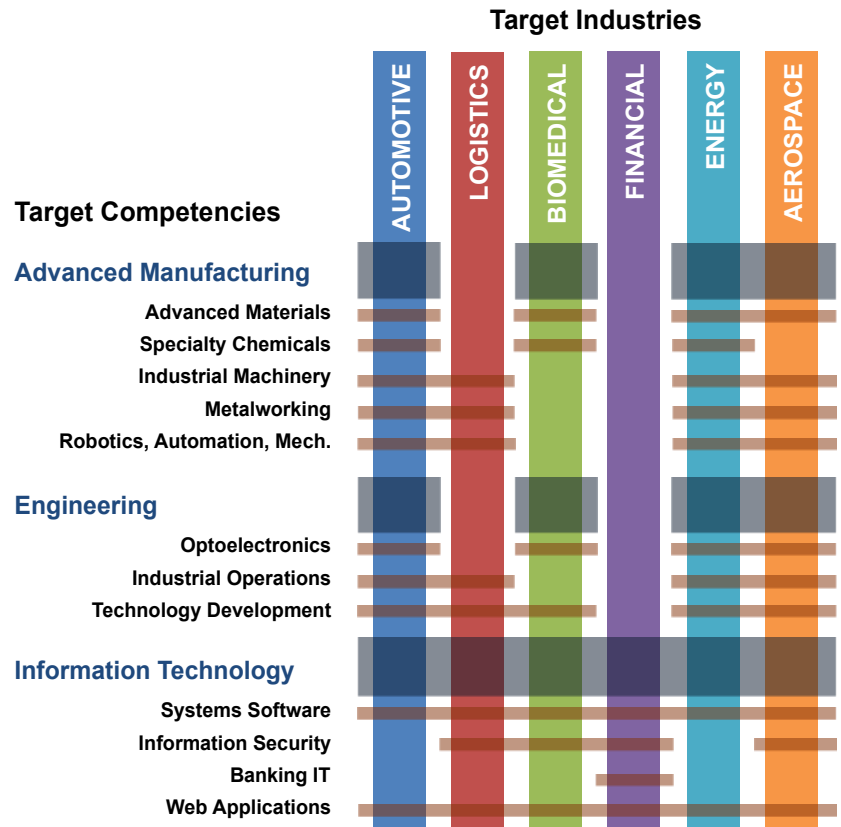 Target Industries
AUTOMOTIVE
LOGISTICS
BIOMEDICAL
FINANCIAL
ENERGY
AEROSPACE
Target Competencies
Advanced Manufacturing
Advanced Materials
Specialty Chemicals
Industrial Machinery
Metalworking
Robotics, Automation, Mech.
Engineering
Optoelectronics
Industrial Operations
Technology Development
Information Technology
Systems Software
Information Security
Banking IT
Web Applications